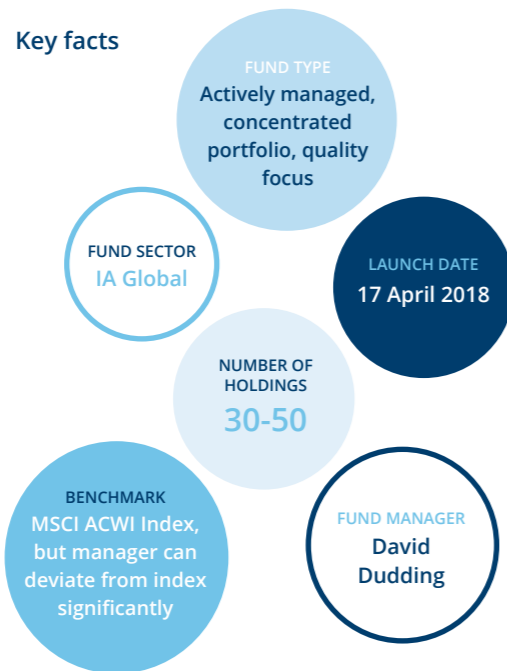 Key facts
FUND TYPE
Actively managed,
concentrated
portfolio, quality
focus
FUND SECTOR
IA Global
LAUNCH DATE
17 April 2018
NUMBER OF
HOLDINGS
30-50
BENCHMARK
MSCI ACWI Index,
but manager can
deviate from index
significantly
FUND MANAGER
David
Dudding